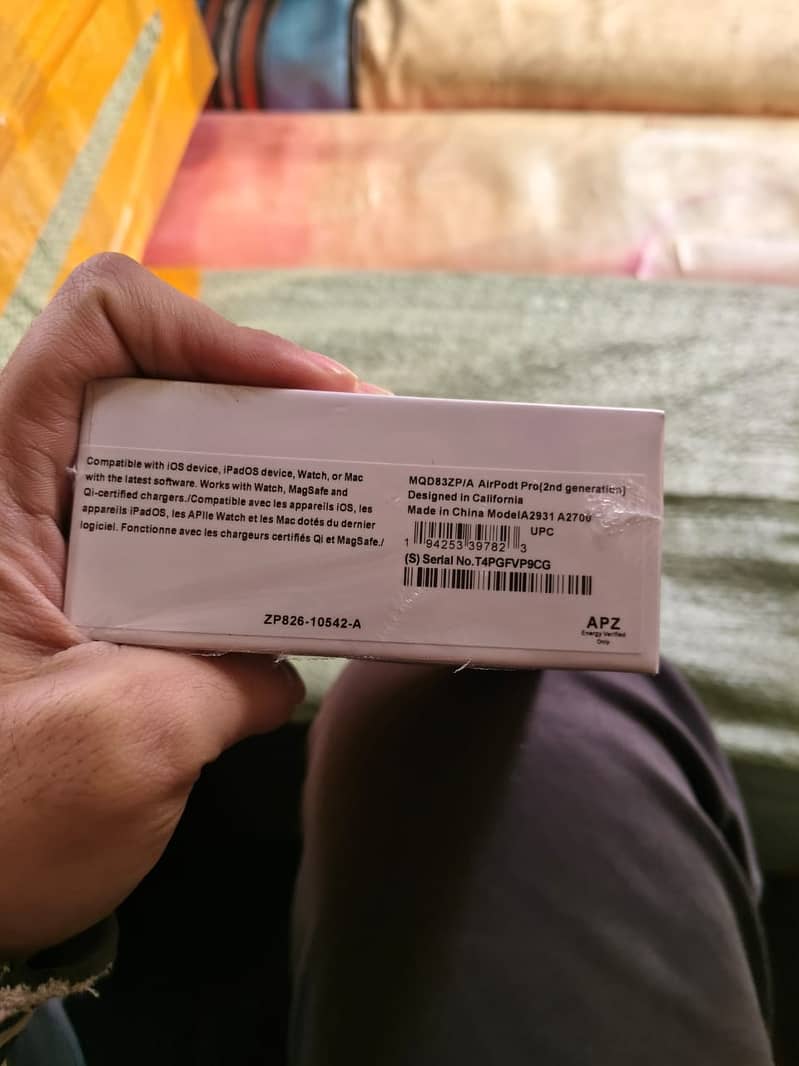 Compatible with iOS device, iPadOS device, Watch, or Mac
with the latest software. Works with Watch, MagSafe and
Qi-certified chargers./Compatible avec les appareils iOS, les
appareils iPadOS, les APIle Watch et les Mac dotés du dernier
logiciel. Fonctionne avec les chargeurs certifiés Qi et MagSafe./
ZP826-10542-A
MQD83ZP/A AirPodt Pro(2nd generation)
Designed in California
Made in China ModelA2931 A2700
UPC
1 94253 39782 3
(S) Serial No.T4PGFVP9CG
APZ
Energy Verified
Only